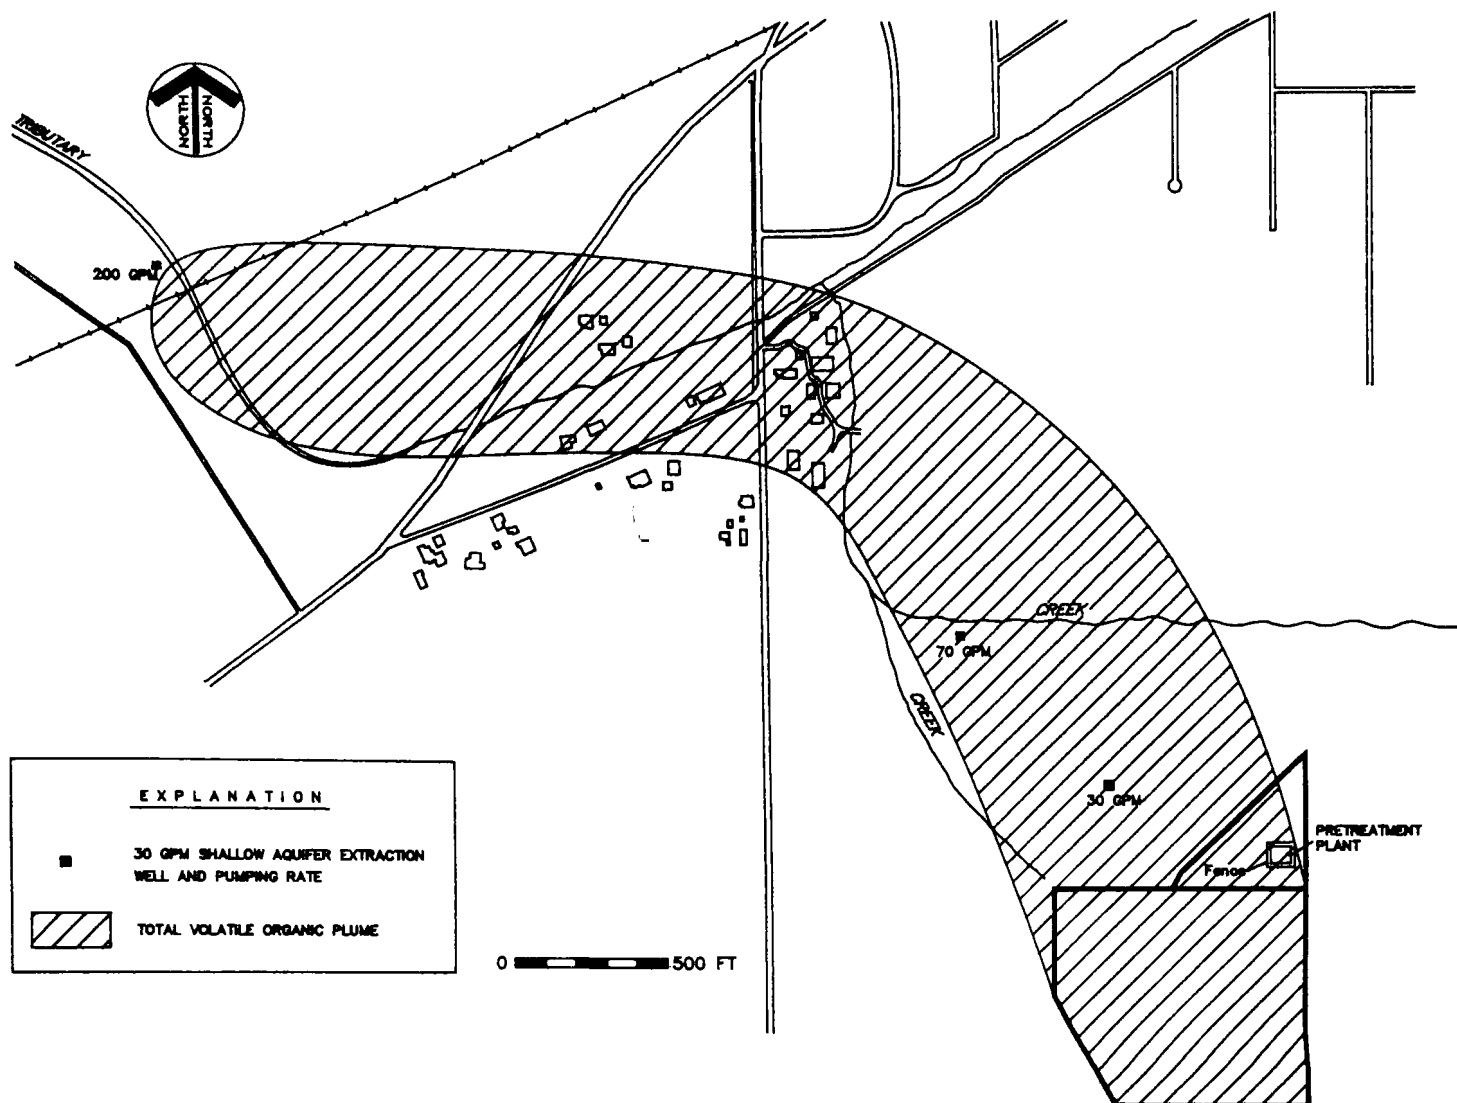 TRIBUTARY
NORTH
NORTH
200 GPM
CREEK
70 GPM
CREEK
30 GPM
PRETREATMENT
PLANT
Fence
EXPLANATION
30 GPM SHALLOW AQUIFER EXTRACTION
WELL AND PUMPING RATE
TOTAL VOLATILE ORGANIC PLUME
0 500 FT